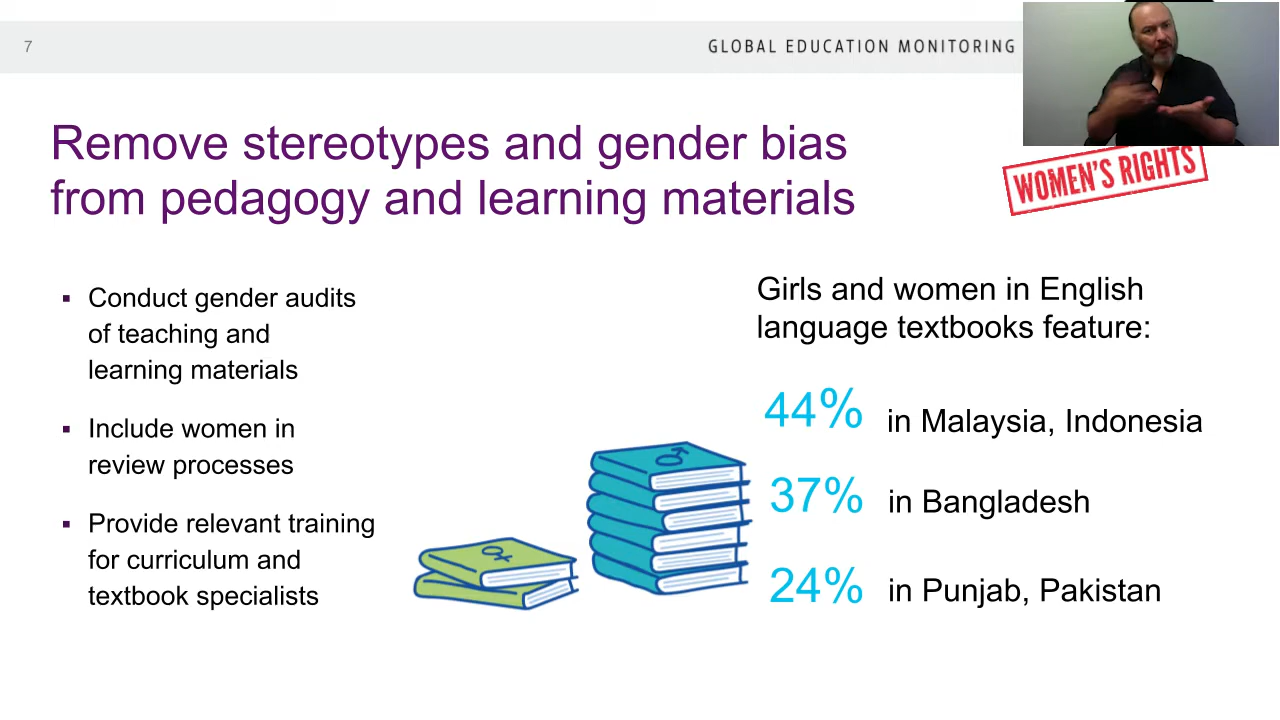 7
GLOBAL EDUCATION MONITORING
Remove stereotypes and gender bias
from pedagogy and learning materials
WOMEN'S RIGHTS
▪ Conduct gender audits
of teaching and
learning materials
▪ Include women in
review processes
▪ Provide relevant training
for curriculum and
textbook specialists
Girls and women in English
language textbooks feature:
44% in Malaysia, Indonesia
37% in Bangladesh
24% in Punjab, Pakistan